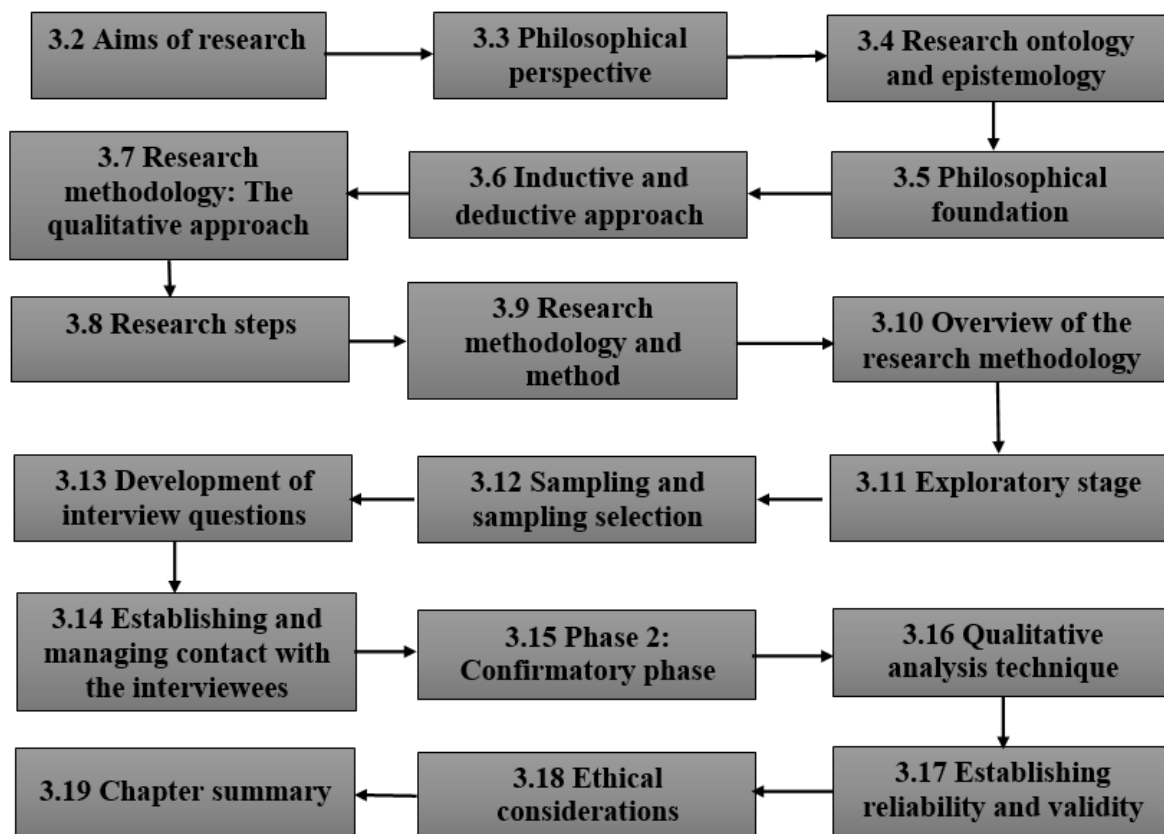 3.2 Aims of research
3.3 Philosophical
perspective
3.4 Research ontology
and epistemology
3.7 Research
methodology: The
qualitative approach
3.6 Inductive and
deductive approach
3.5 Philosophical
foundation
3.8 Research steps
3.9 Research
methodology and
method
3.10 Overview of the
research methodology
3.13 Development of
interview questions
3.12 Sampling and
sampling selection
3.11 Exploratory stage
3.14 Establishing and
managing contact with
the interviewees
3.15 Phase 2:
Confirmatory phase
3.16 Qualitative
analysis technique
3.19 Chapter summary
3.18 Ethical
considerations
3.17 Establishing
reliability and validity